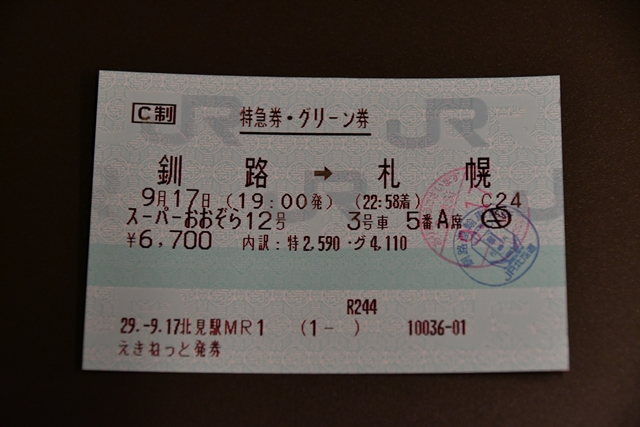 C制 特急券・グリーン券
釧路 → 札幌
9月17日 (19:00発) (22:58着) C24
スーパーおおぞら12号 3号車 5番A席
¥6,700 内訳:特2,590・グ4,110
R244
29.-9.17北見駅MR1 (1- ) 10036-01
えきねっと発券